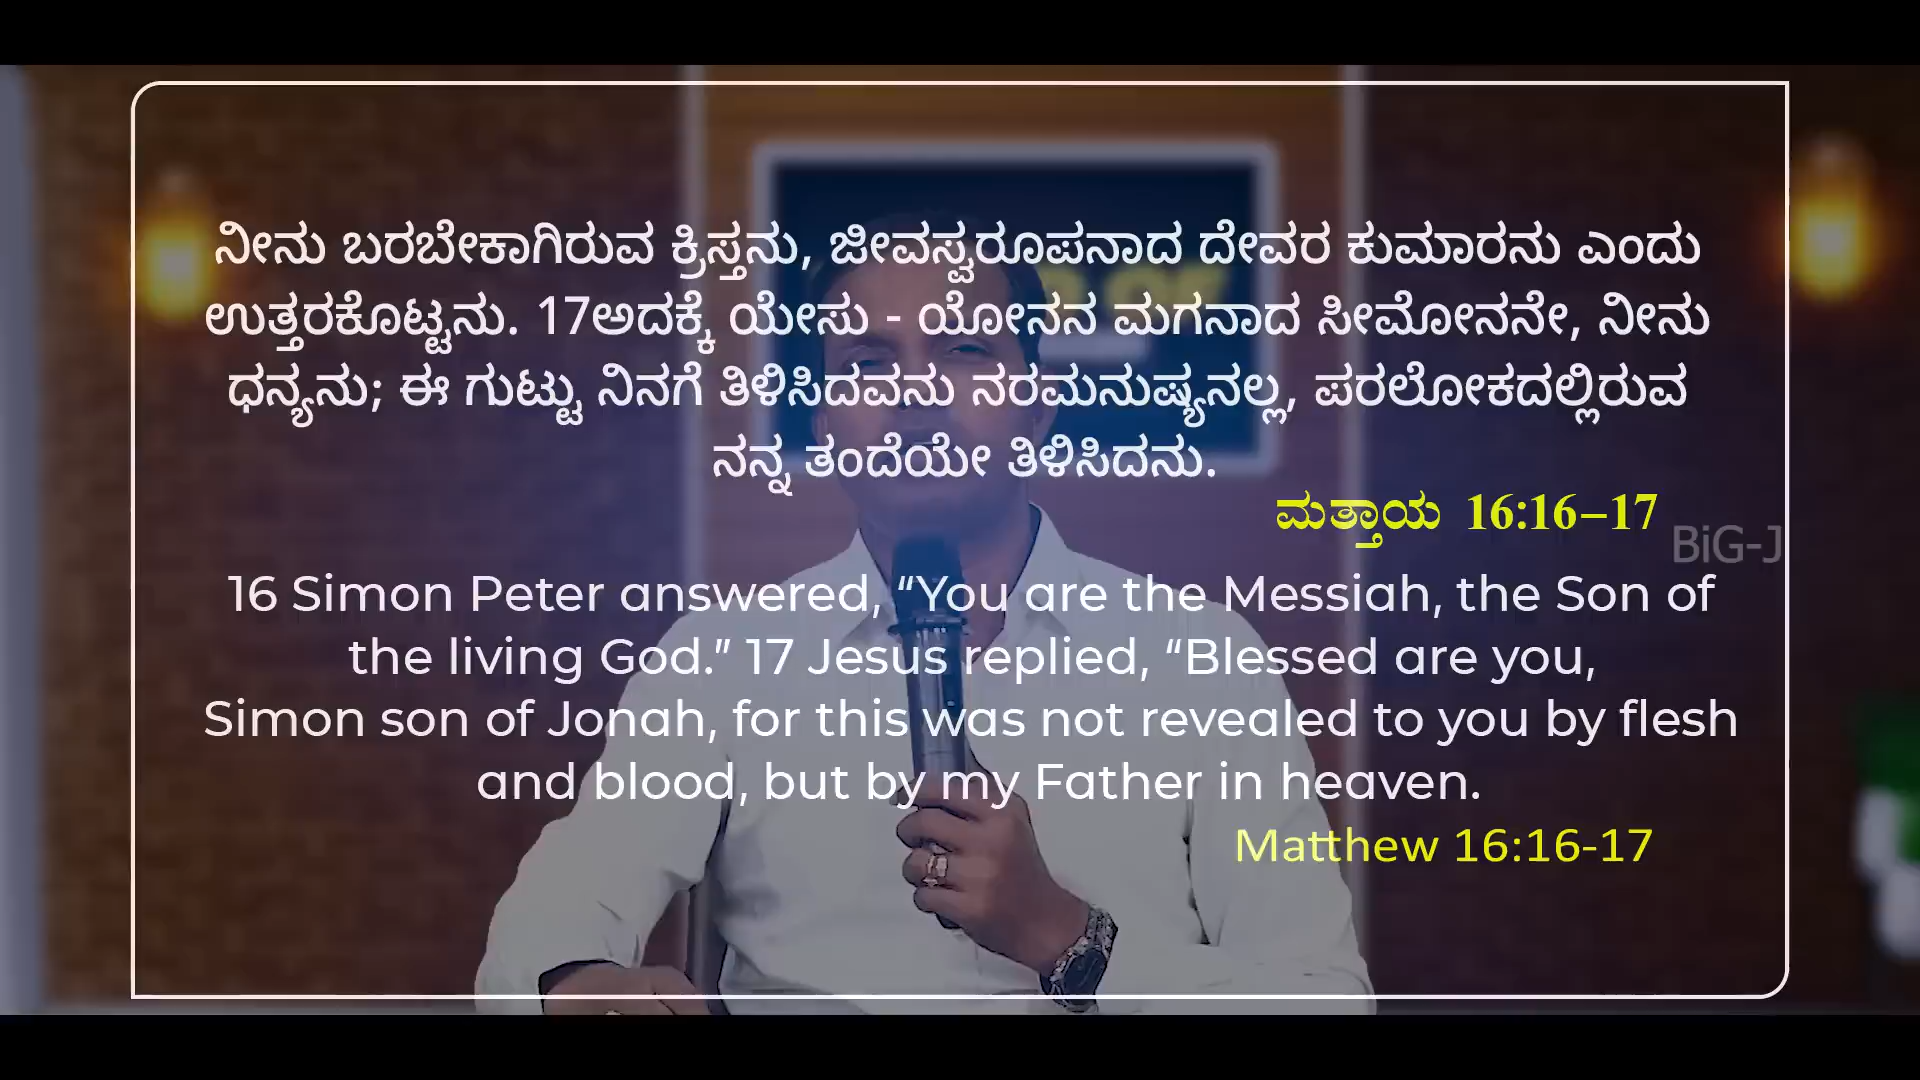 ನೀನು ಬರಬೇಕಾಗಿರುವ ಕ್ರಿಸ್ತನು, ಜೀವಸ್ವರೂಪನಾದ ದೇವರ ಕುಮಾರನು ಎಂದು
ಉತ್ತರಕೊಟ್ಟನು. 17ಅದಕ್ಕೆ ಯೇಸು - ಯೋನನ ಮಗನಾದ ಸೀಮೋನನೇ, ನೀನು
ಧನ್ಯನು; ಈ ಗುಟ್ಟು ನಿನಗೆ ತಿಳಿಸಿದವನು ನರಮನುಷ್ಯನಲ್ಲ, ಪರಲೋಕದಲ್ಲಿರುವ
ನನ್ನ ತಂದೆಯೇ ತಿಳಿಸಿದನು.
ಮತ್ತಾಯ 16:16–17
BiG-J
16 Simon Peter answered, “You are the Messiah, the Son of
the living God.” 17 Jesus replied, “Blessed are you,
Simon son of Jonah, for this was not revealed to you by flesh
and blood, but by my Father in heaven.
Matthew 16:16-17